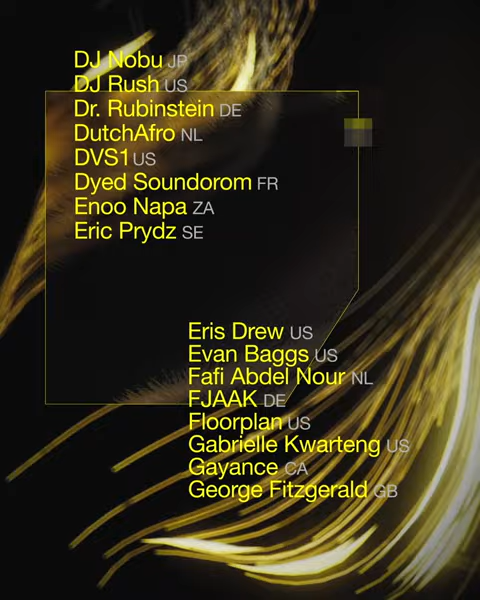 DJ Nobu JP
DJ Rush US
Dr. Rubinstein DE
DutchAfro NL
DVS1 US
Dyed Soundorom FR
Enoo Napa ZA
Eric Prydz SE
Eris Drew US
Evan Baggs US
Fafi Abdel Nour NL
FJAAK DE
Floorplan US
Gabrielle Kwarteng US
Gayance CA
George Fitzgerald GB